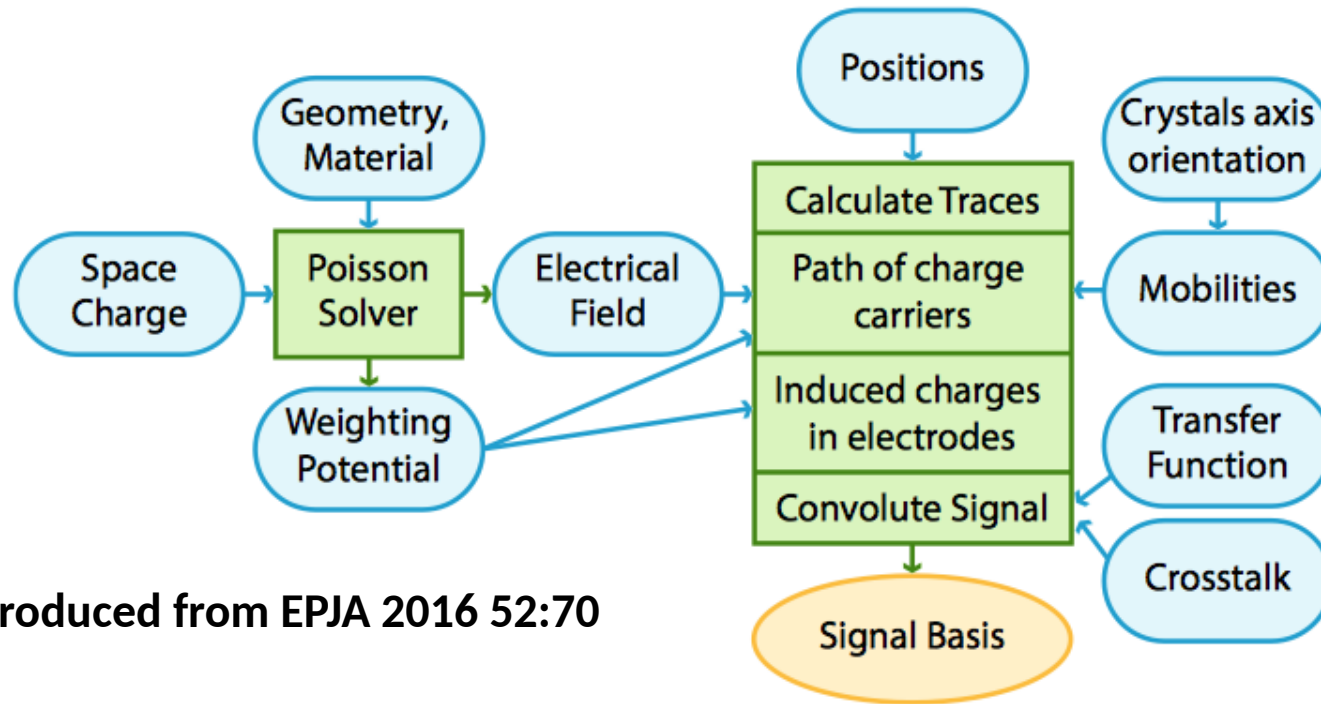 Positions
Geometry,
Material
Crystals axis
orientation
Calculate Traces
Space
Charge
Poisson
Solver
Electrical
Field
Path of charge
carriers
Mobilities
Weighting
Potential
Induced charges
in electrodes
Transfer
Function
Convolute Signal
Crosstalk
roduced from EPJA 2016 52:70
Signal Basis